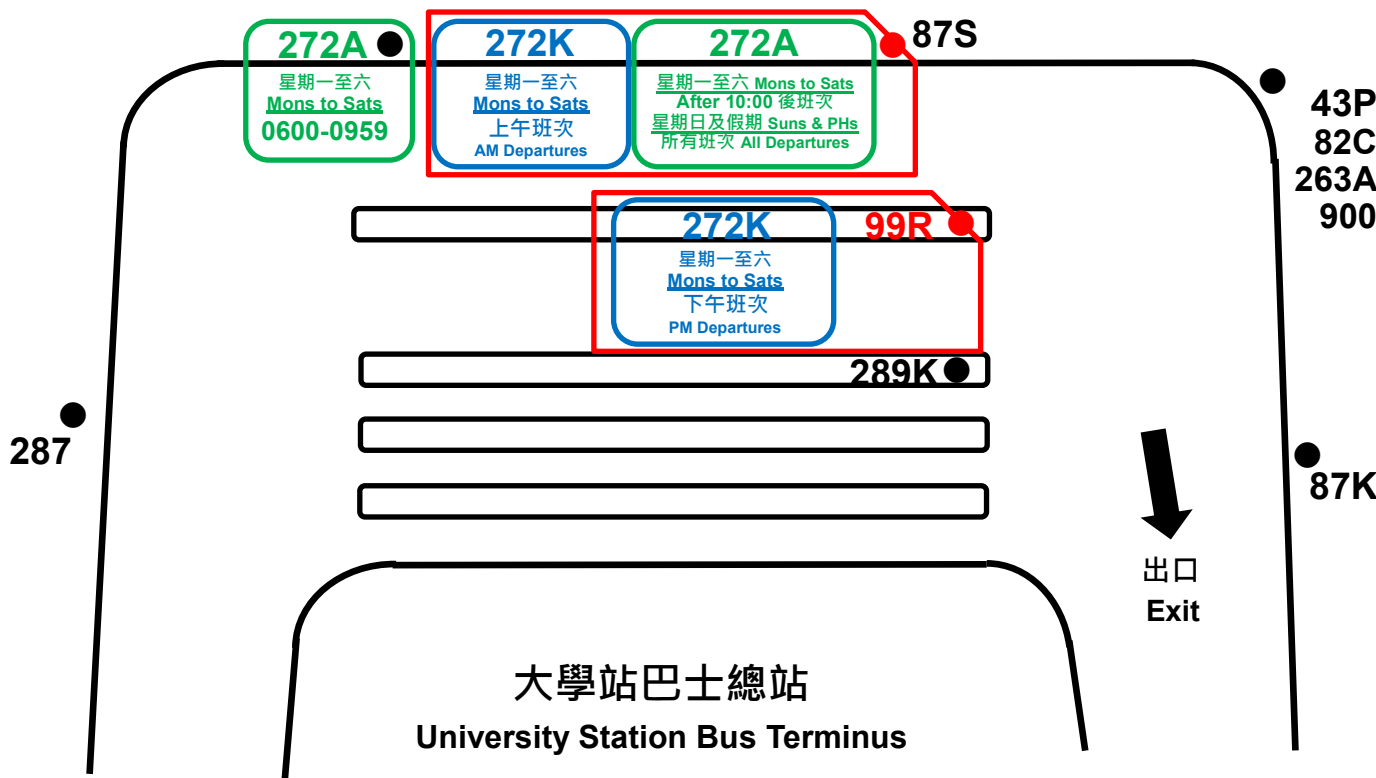 272A
星期一至六
Mons to Sats
0600-0959
272K
星期一至六
Mons to Sats
上午班次
AM Departures
272A
星期一至六 Mons to Sats
After 10:00 後班次
星期日及假期 Suns & PHs
所有班次 All Departures
87S
43P
82C
263A
900
272K
星期一至六
Mons to Sats
下午班次
PM Departures
99R
289K
287
87K
出口
Exit
大學站巴士總站
University Station Bus Terminus